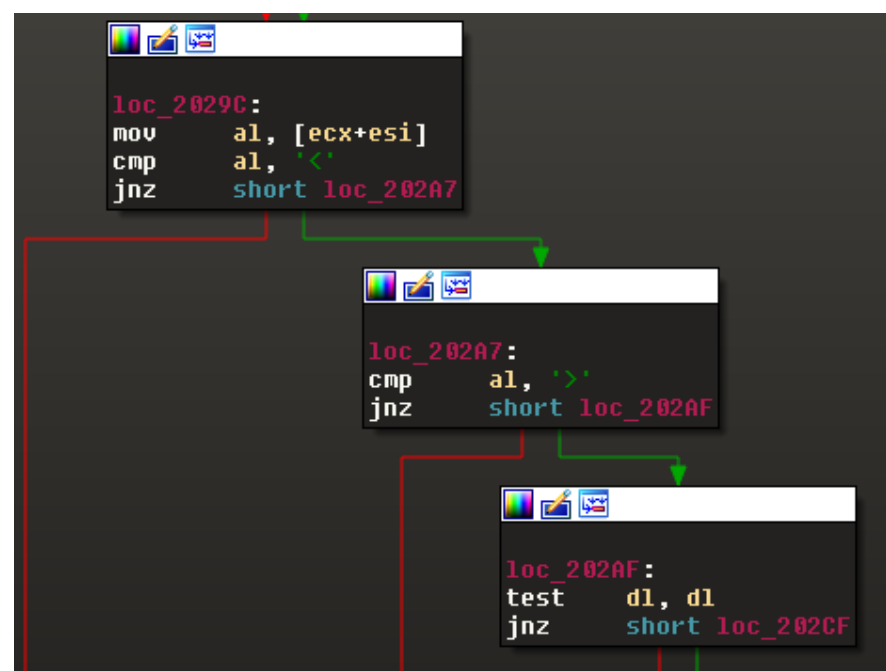 loc_2029C:
mov al, [ecx+esi]
cmp al, '<'
jnz short loc_202A7
loc_202A7:
cmp al, '>'
jnz short loc_202AF
loc_202AF:
test dl, dl
jnz short loc_202CF